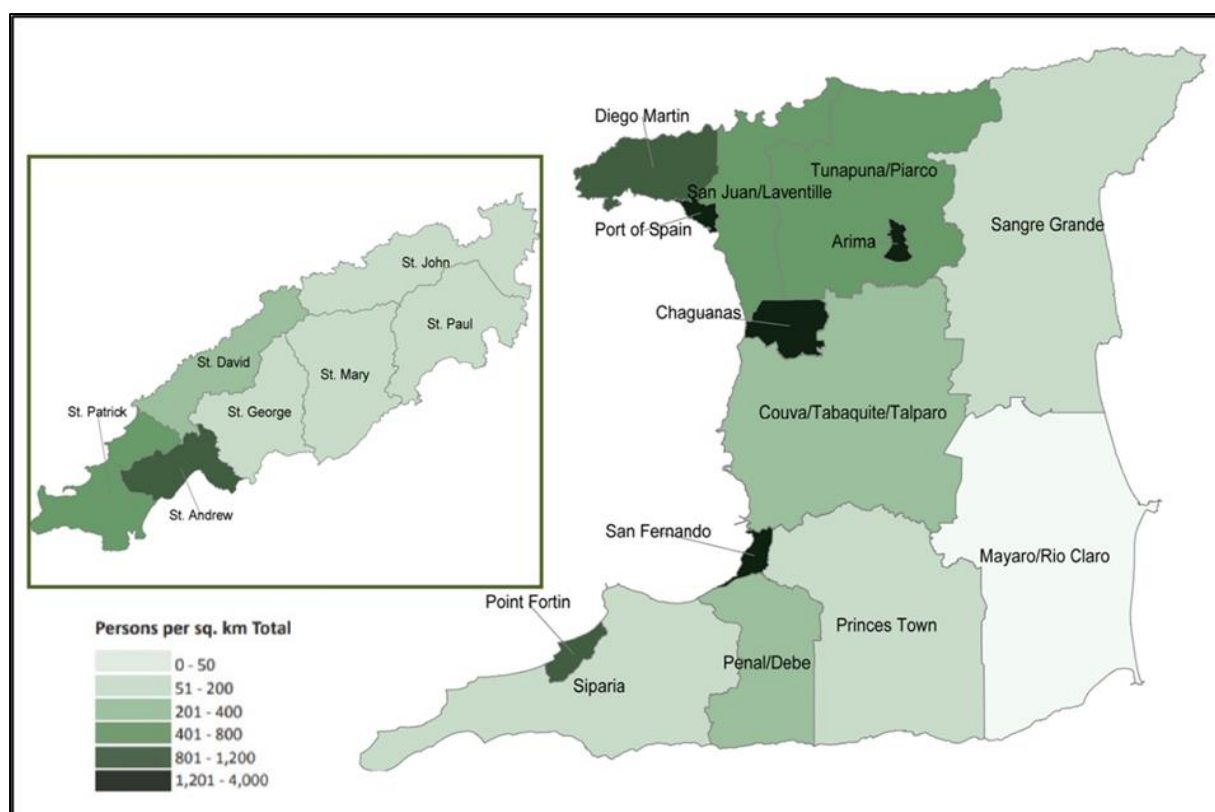 Diego Martin
Tunapuna/Piarco
San Juan/Laventille
Port of Spain
Arima
Sangre Grande
Chaguanas
Couva/Tabaquite/Talparo
San Fernando
Mayaro/Rio Claro
Point Fortin
Princes Town
Penal/Debe
Siparia
St. John
St. Paul
St. David
St. Mary
St. George
St. Patrick
St. Andrew
Persons per sq. km Total
0 - 50
51 - 200
201 - 400
401 - 800
801 - 1,200
1,201 - 4,000